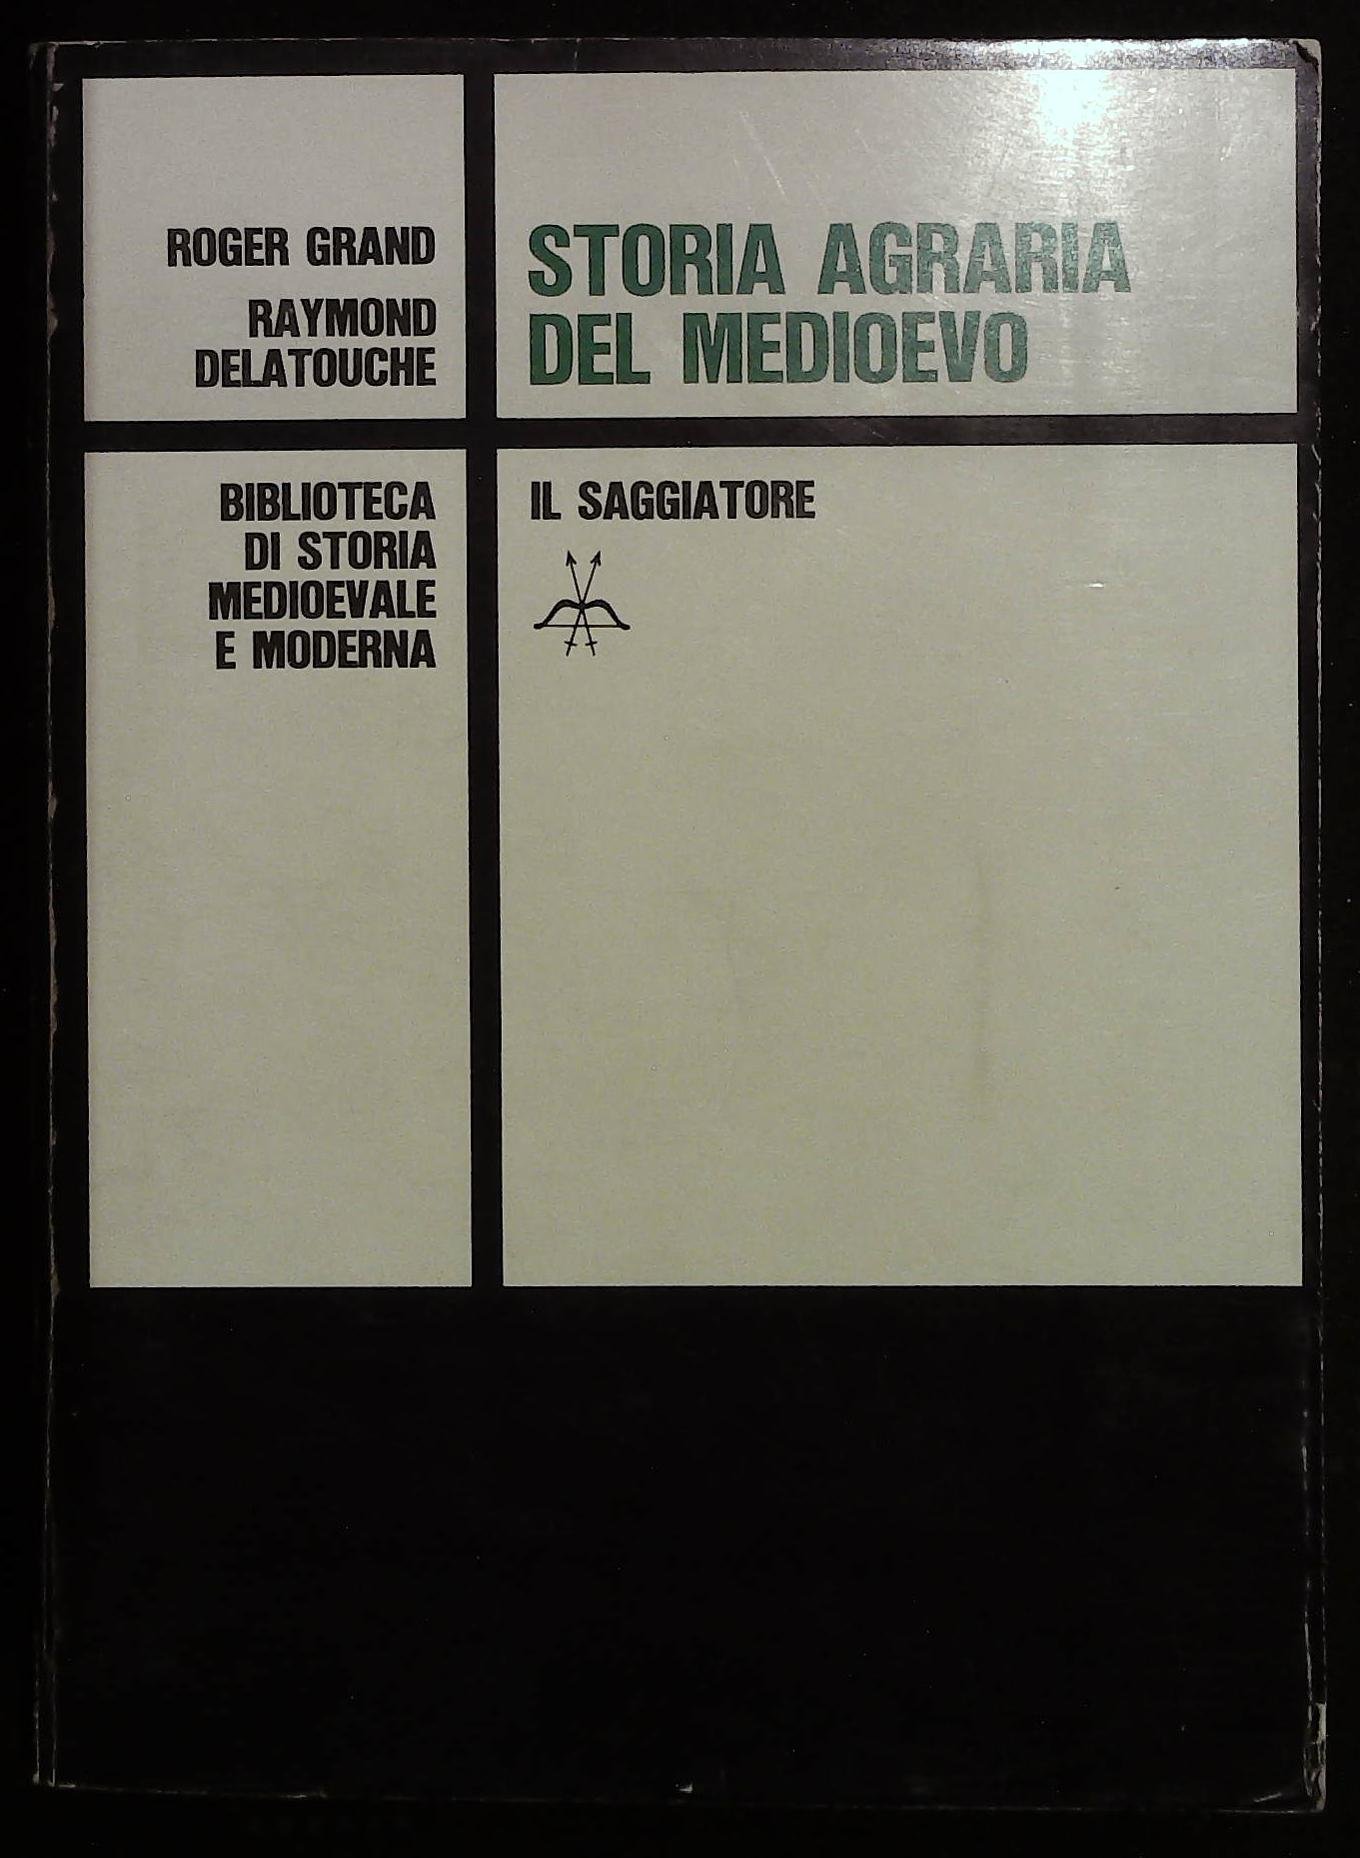 ROGER GRAND
RAYMOND
DELATOUCHE
STORIA AGRARIA
DEL MEDIOEVO
BIBLIOTECA
DI STORIA
MEDIOEVALE
E MODERNA
IL SAGGIATORE